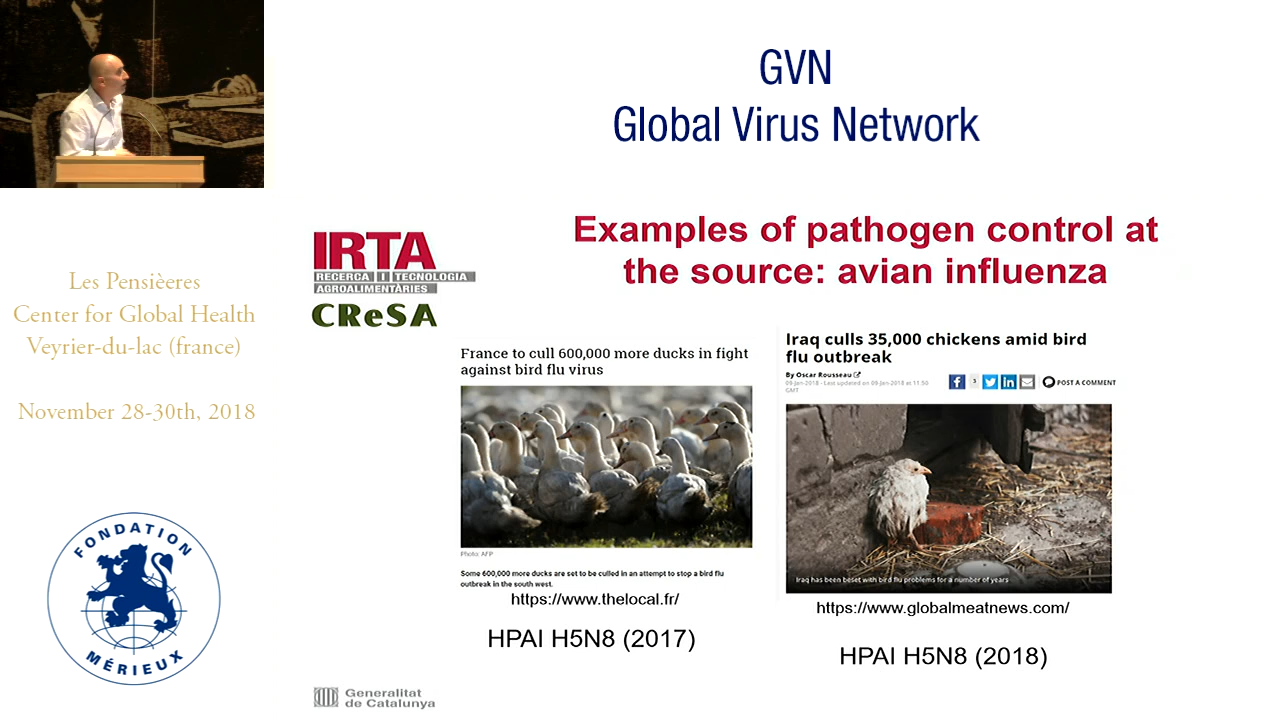 GVN
Global Virus Network
Les Pensièeres
Center for Global Health
Veyrier-du-lac (france)
November 28-30th, 2018
FONDATION
MÉRIEUX
IRTA
RECERCA I TECNOLOGIA
AGROALIMENTÀRIES
CReSA
Examples of pathogen control at
the source: avian influenza
France to cull 600,000 more ducks in fight
against bird flu virus
Photo: AFP
Some 600,000 more ducks are set to be culled in an attempt to stop a bird flu
outbreak in the south west.
https://www.thelocal.fr/
HPAI H5N8 (2017)
Iraq culls 35,000 chickens amid bird
flu outbreak
By Oscar Rousseau
09-Jan-2018 - Last updated on 09-Jan-2018 at 11:50
GMT
3
POST A COMMENT
Iraq has been beset with bird flu problems for a number of years
https://www.globalmeatnews.com/
HPAI H5N8 (2018)
Generalitat
de Catalunya